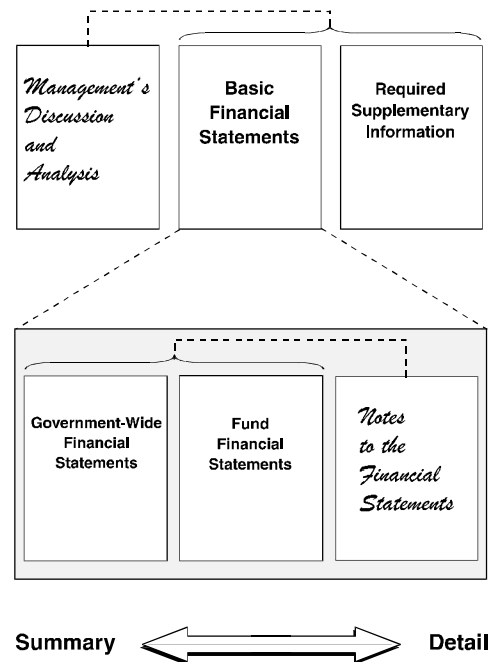 Management's
Discussion
and
Analysis
Basic
Financial
Statements
Required
Supplementary
Information
Government-Wide
Financial
Statements
Fund
Financial
Statements
Notes
to the
Financial
Statements
Summary
Detail